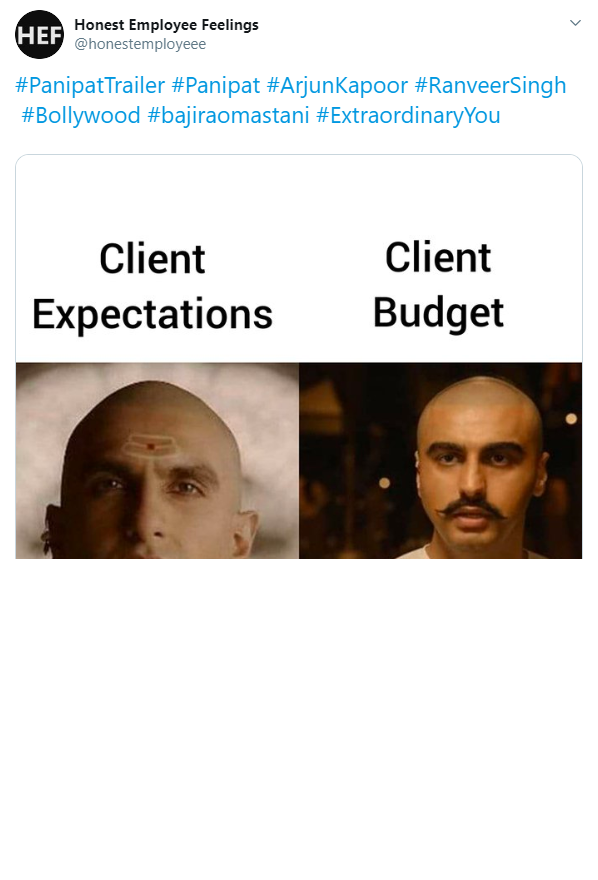 HEF
Honest Employee Feelings
@honestemployeee
#PanipatTrailer #Panipat #ArjunKapoor #RanveerSingh
#Bollywood #bajiraomastani #ExtraordinaryYou
Client
Expectations
Client
Budget